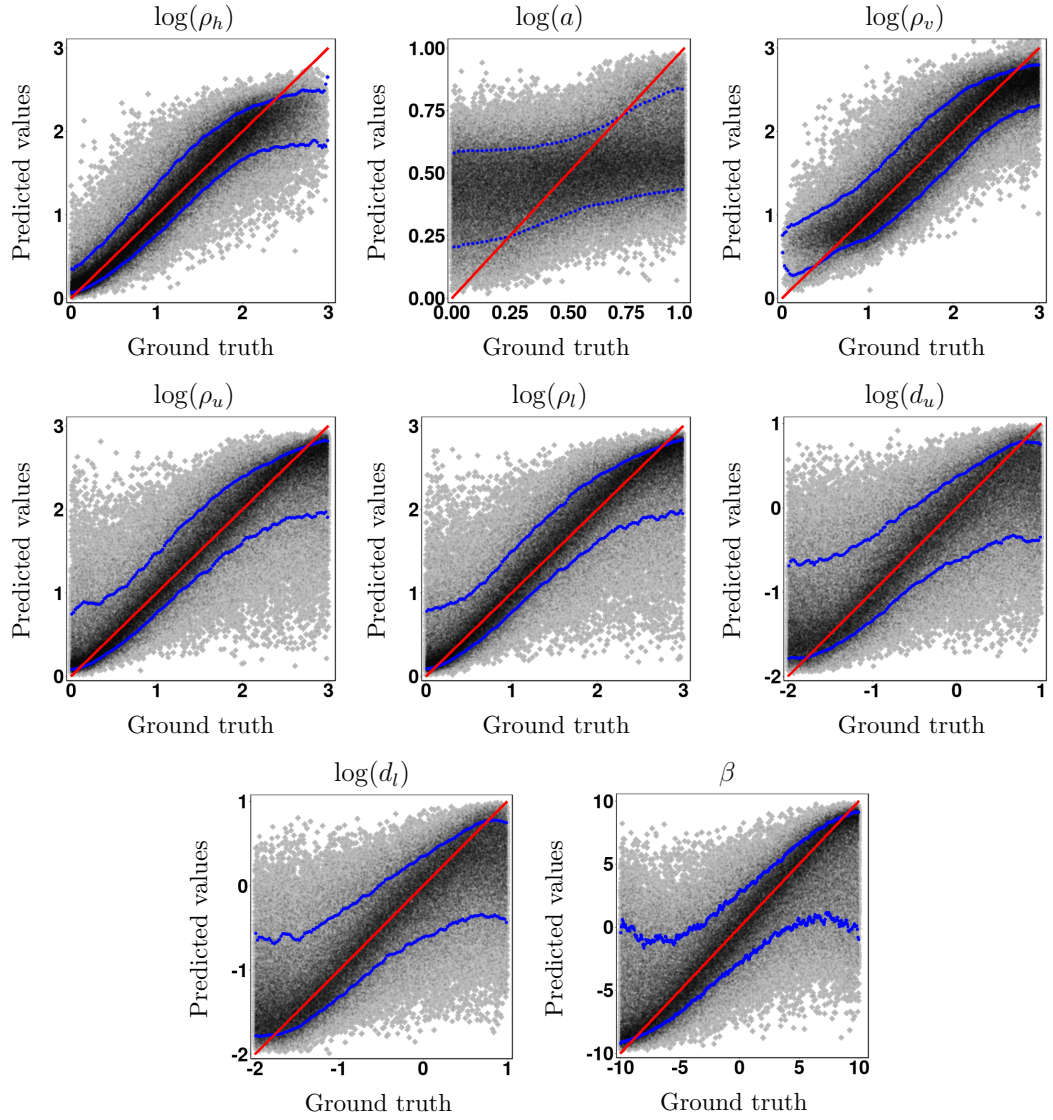 log(ρ_h) log(a) log(ρ_v)
Predicted values
3
2
1
0
0 1 2 3
Ground truth
Predicted values
1.00
0.75
0.50
0.25
0.00
0.00 0.25 0.50 0.75 1.0
Ground truth
Predicted values
3
2
1
0
0 1 2 3
Ground truth
log(ρ_u) log(ρ_l) log(d_u)
Predicted values
3
2
1
0
0 1 2 3
Ground truth
Predicted values
3
2
1
0
0 1 2 3
Ground truth
Predicted values
1
0
-1
-2
-2 -1 0 1
Ground truth
log(d_l) β
Predicted values
1
0
-1
-2
-2 -1 0 1
Ground truth
Predicted values
10
5
0
-5
-10
-10 -5 0 5 10
Ground truth